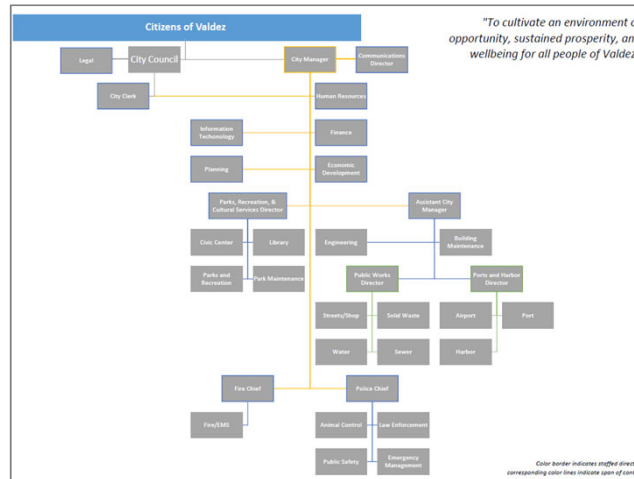 Citizens of Valdez
"To cultivate an environment o
opportunity, sustained prosperity, an
wellbeing for all people of Valdez
Legal
City Council
City Manager
Communications
Director
City Clerk
Human Resources
Information
Techonology
Finance
Planning
Economic
Development
Parks, Recreation, &
Cultural Services Director
Assistant City
Manager
Civic Center
Library
Engineering
Building
Maintenance
Parks and
Recreation
Park Maintenance
Public Works
Director
Ports and Harbor
Director
Streets/Shop
Solid Waste
Airport
Port
Water
Sewer
Harbor
Fire Chief
Police Chief
Fire/EMS
Animal Control
Law Enforcement
Public Safety
Emergency
Management
Color border indicates staffed direct
corresponding color lines indicate span of cont